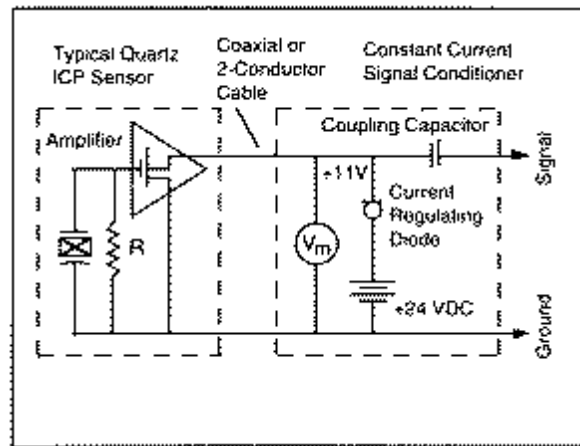 Typical Quartz
ICP Sensor
Coaxial or
2-Conductor
Cable
Constant Current
Signal Conditioner
Amplifier
Coupling Capacitor
Signal
+11V
Current
Regulating
Diode
R
Vm
+24 VDC
Ground